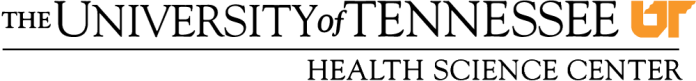 THE UNIVERSITY of TENNESSEE UT
HEALTH SCIENCE CENTER